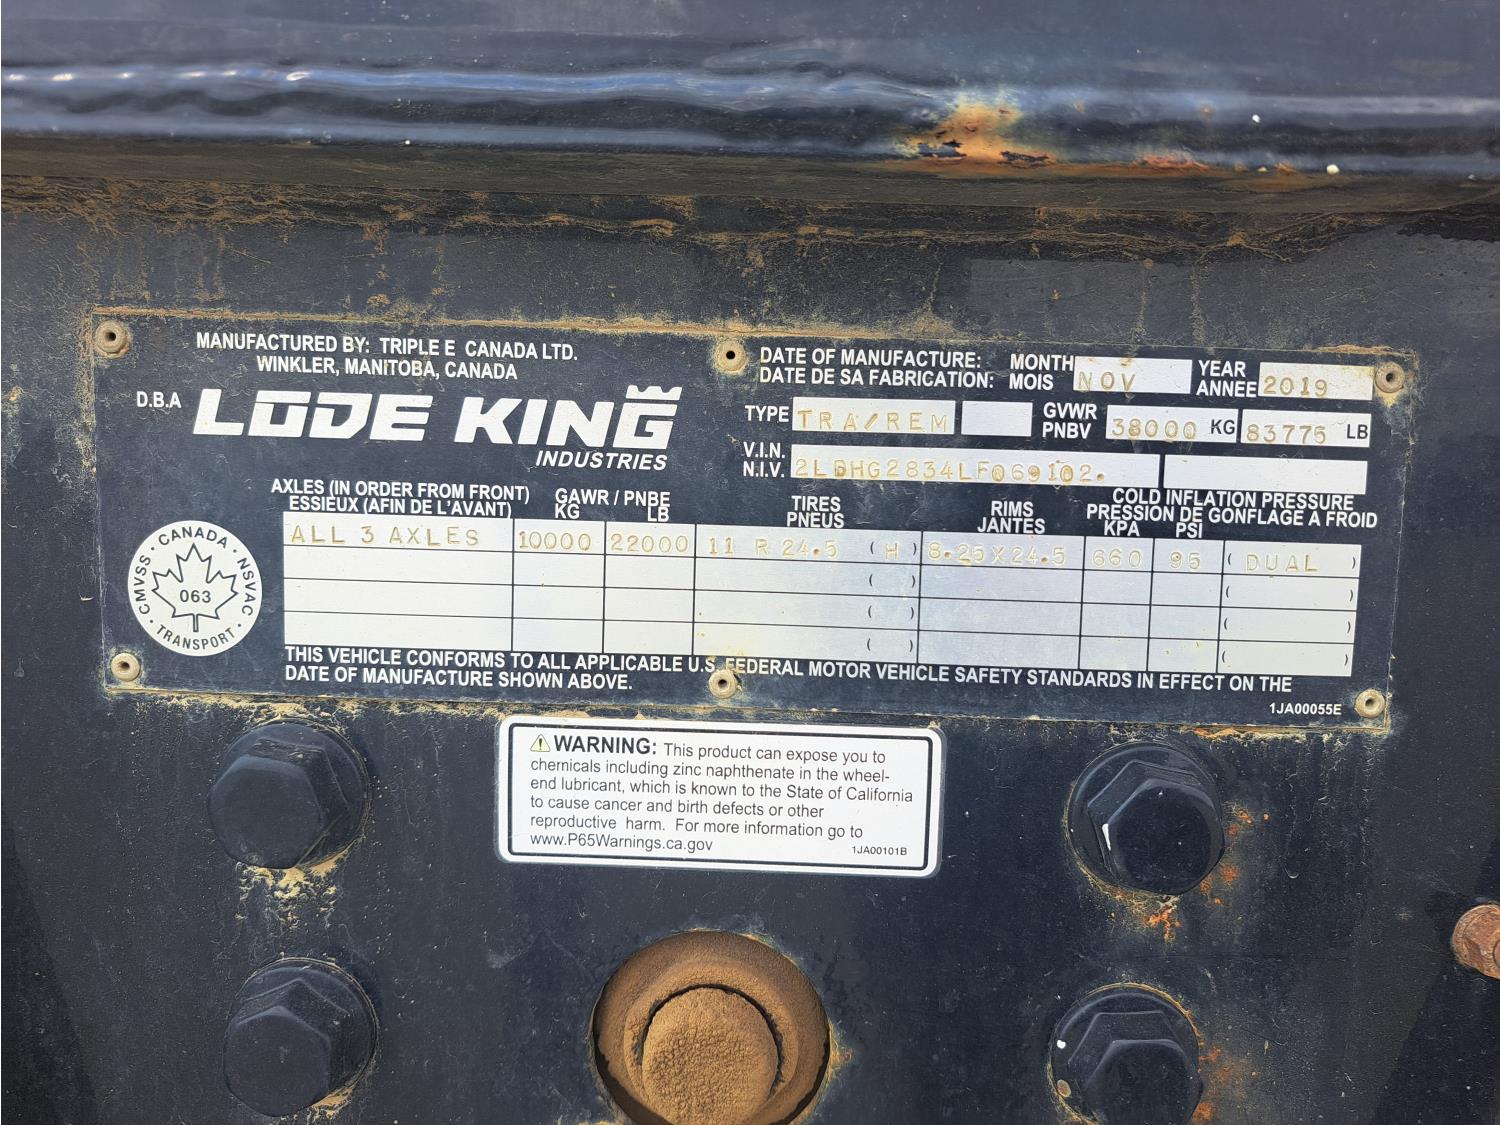 MANUFACTURED BY: TRIPLE E CANADA LTD.
WINKLER, MANITOBA, CANADA
D.B.A LODE KING
INDUSTRIES
DATE OF MANUFACTURE: MONTH NOV YEAR 2019
DATE DE SA FABRICATION: MOIS ANNEE
TYPE TRA/REM GVWR 38000 KG 83775 LB
PNBV
V.I.N. 2LDHG2834LF069102.
N.I.V.
AXLES (IN ORDER FROM FRONT) GAWR / PNBE TIRES RIMS COLD INFLATION PRESSURE
ESSIEUX (AFIN DE L'AVANT) KG LB PNEUS JANTES PRESSION DE GONFLAGE A FROID
KPA PSI
ALL 3 AXLES 10000 22000 11 R 24.5 ( H ) 8.25X24.5 660 95 ( DUAL )
( ) ( )
( ) ( )
( ) ( )
CANADA · NSVAC · TRANSPORT · CMVSS ·
063
THIS VEHICLE CONFORMS TO ALL APPLICABLE U.S. FEDERAL MOTOR VEHICLE SAFETY STANDARDS IN EFFECT ON THE
DATE OF MANUFACTURE SHOWN ABOVE.
1JA00055E
⚠ WARNING: This product can expose you to
chemicals including zinc naphthenate in the wheel-
end lubricant, which is known to the State of California
to cause cancer and birth defects or other
reproductive harm. For more information go to
www.P65Warnings.ca.gov
1JA00101B